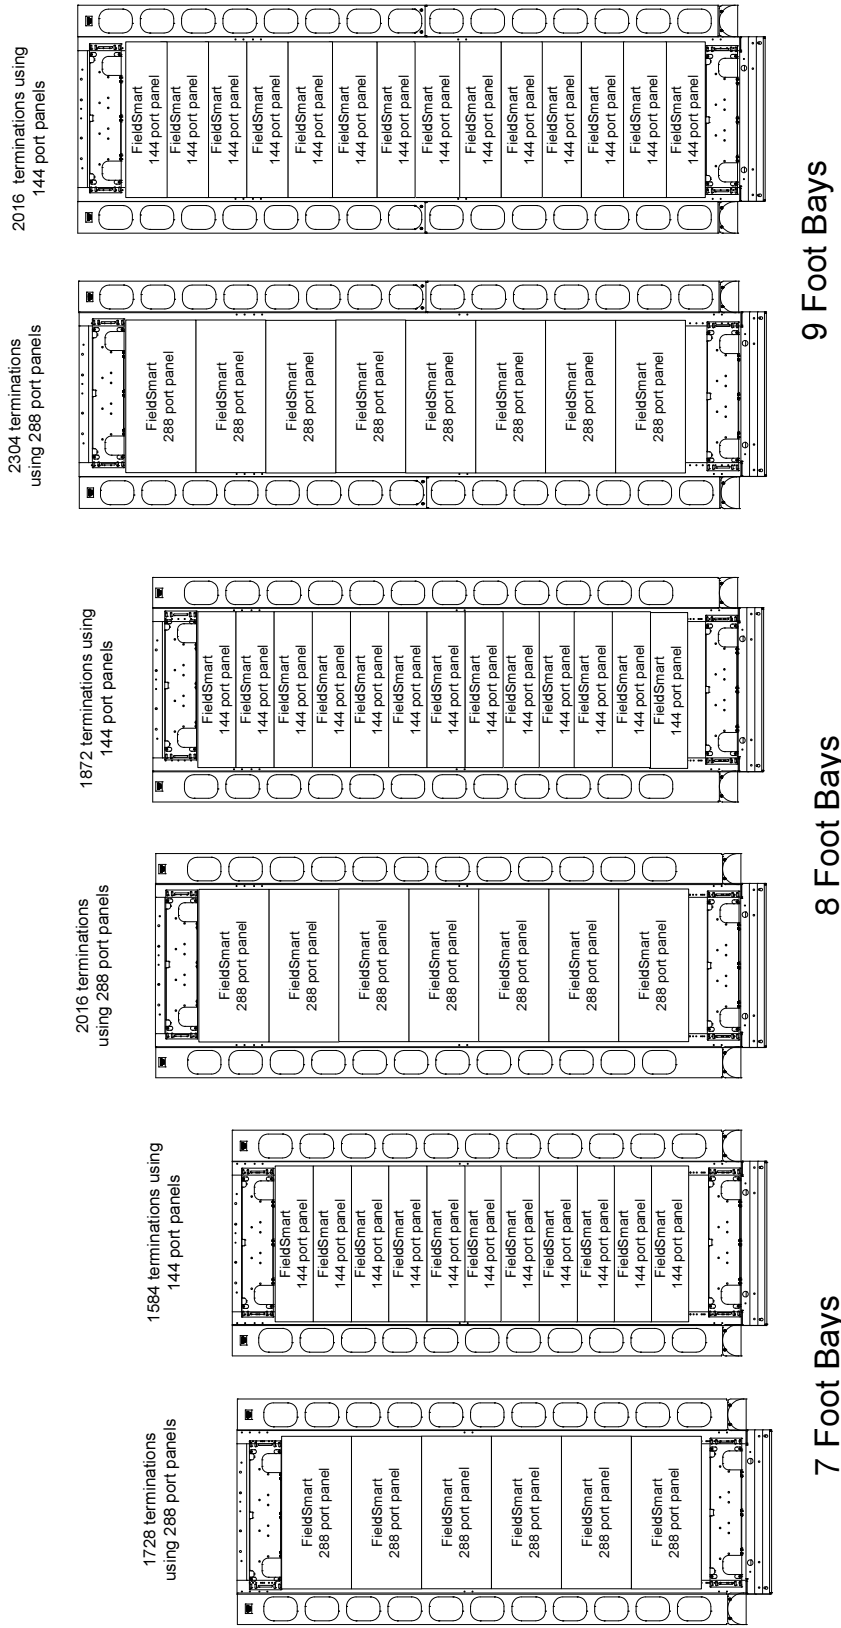 1728 terminations
using 288 port panels
FieldSmart
288 port panel
FieldSmart
288 port panel
FieldSmart
288 port panel
FieldSmart
288 port panel
FieldSmart
288 port panel
FieldSmart
288 port panel
1584 terminations using
144 port panels
FieldSmart
144 port panel
FieldSmart
144 port panel
FieldSmart
144 port panel
FieldSmart
144 port panel
FieldSmart
144 port panel
FieldSmart
144 port panel
FieldSmart
144 port panel
FieldSmart
144 port panel
FieldSmart
144 port panel
FieldSmart
144 port panel
FieldSmart
144 port panel
7 Foot Bays
2016 terminations
using 288 port panels
FieldSmart
288 port panel
FieldSmart
288 port panel
FieldSmart
288 port panel
FieldSmart
288 port panel
FieldSmart
288 port panel
FieldSmart
288 port panel
FieldSmart
288 port panel
1872 terminations using
144 port panels
FieldSmart
144 port panel
FieldSmart
144 port panel
FieldSmart
144 port panel
FieldSmart
144 port panel
FieldSmart
144 port panel
FieldSmart
144 port panel
FieldSmart
144 port panel
FieldSmart
144 port panel
FieldSmart
144 port panel
FieldSmart
144 port panel
FieldSmart
144 port panel
FieldSmart
144 port panel
FieldSmart
144 port panel
8 Foot Bays
2304 terminations
using 288 port panels
FieldSmart
288 port panel
FieldSmart
288 port panel
FieldSmart
288 port panel
FieldSmart
288 port panel
FieldSmart
288 port panel
FieldSmart
288 port panel
FieldSmart
288 port panel
FieldSmart
288 port panel
2016 terminations using
144 port panels
FieldSmart
144 port panel
FieldSmart
144 port panel
FieldSmart
144 port panel
FieldSmart
144 port panel
FieldSmart
144 port panel
FieldSmart
144 port panel
FieldSmart
144 port panel
FieldSmart
144 port panel
FieldSmart
144 port panel
FieldSmart
144 port panel
FieldSmart
144 port panel
FieldSmart
144 port panel
FieldSmart
144 port panel
FieldSmart
144 port panel
9 Foot Bays